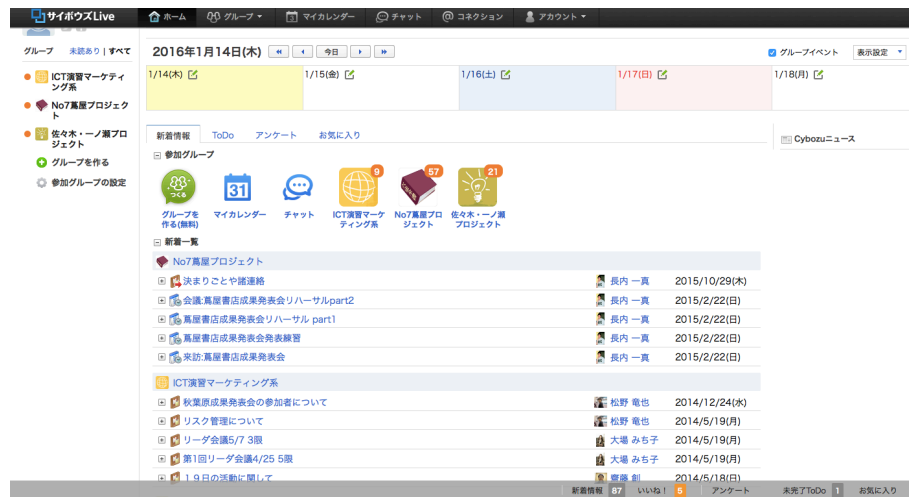 サイボウズLive ホーム グループ マイカレンダー チャット コネクション アカウント
グループ 未読あり | すべて
ICT演習マーケティ
ング系
No7蔦屋プロジェク
ト
佐々木・一ノ瀬プロ
ジェクト
グループを作る
参加グループの設定
2016年1月14日(木) 今日 グループイベント 表示設定
1/14(木) 1/15(金) 1/16(土) 1/17(日) 1/18(月)
新着情報 ToDo アンケート お気に入り
Cybozuニュース
参加グループ
つくる 31 9 57 21
グループを
作る(無料)
マイカレンダー
チャット
ICT演習マーケ
ティング系
No7蔦屋プロ
ジェクト
佐々木・一ノ瀬
プロジェクト
新着一覧
No7蔦屋プロジェクト
決まりごとや諸連絡 長内 一真 2015/10/29(木)
会議:蔦屋書店成果発表会リハーサルpart2 長内 一真 2015/2/22(日)
蔦屋書店成果発表会リハーサル part1 長内 一真 2015/2/22(日)
蔦屋書店成果発表会発表練習 長内 一真 2015/2/22(日)
来訪:蔦屋書店成果発表会 長内 一真 2015/2/22(日)
ICT演習マーケティング系
秋葉原成果発表会の参加者について 松野 竜也 2014/12/24(水)
リスク管理について 松野 竜也 2014/5/19(月)
リーダ会議5/7 3限 大場 みち子 2014/5/19(月)
第1回リーダ会議4/25 5限 大場 みち子 2014/5/19(月)
19日の活動に関して 齋藤 創 2014/5/18(日)
新着情報 87 いいね! 5 アンケート 未完了ToDo 1 お気に入り